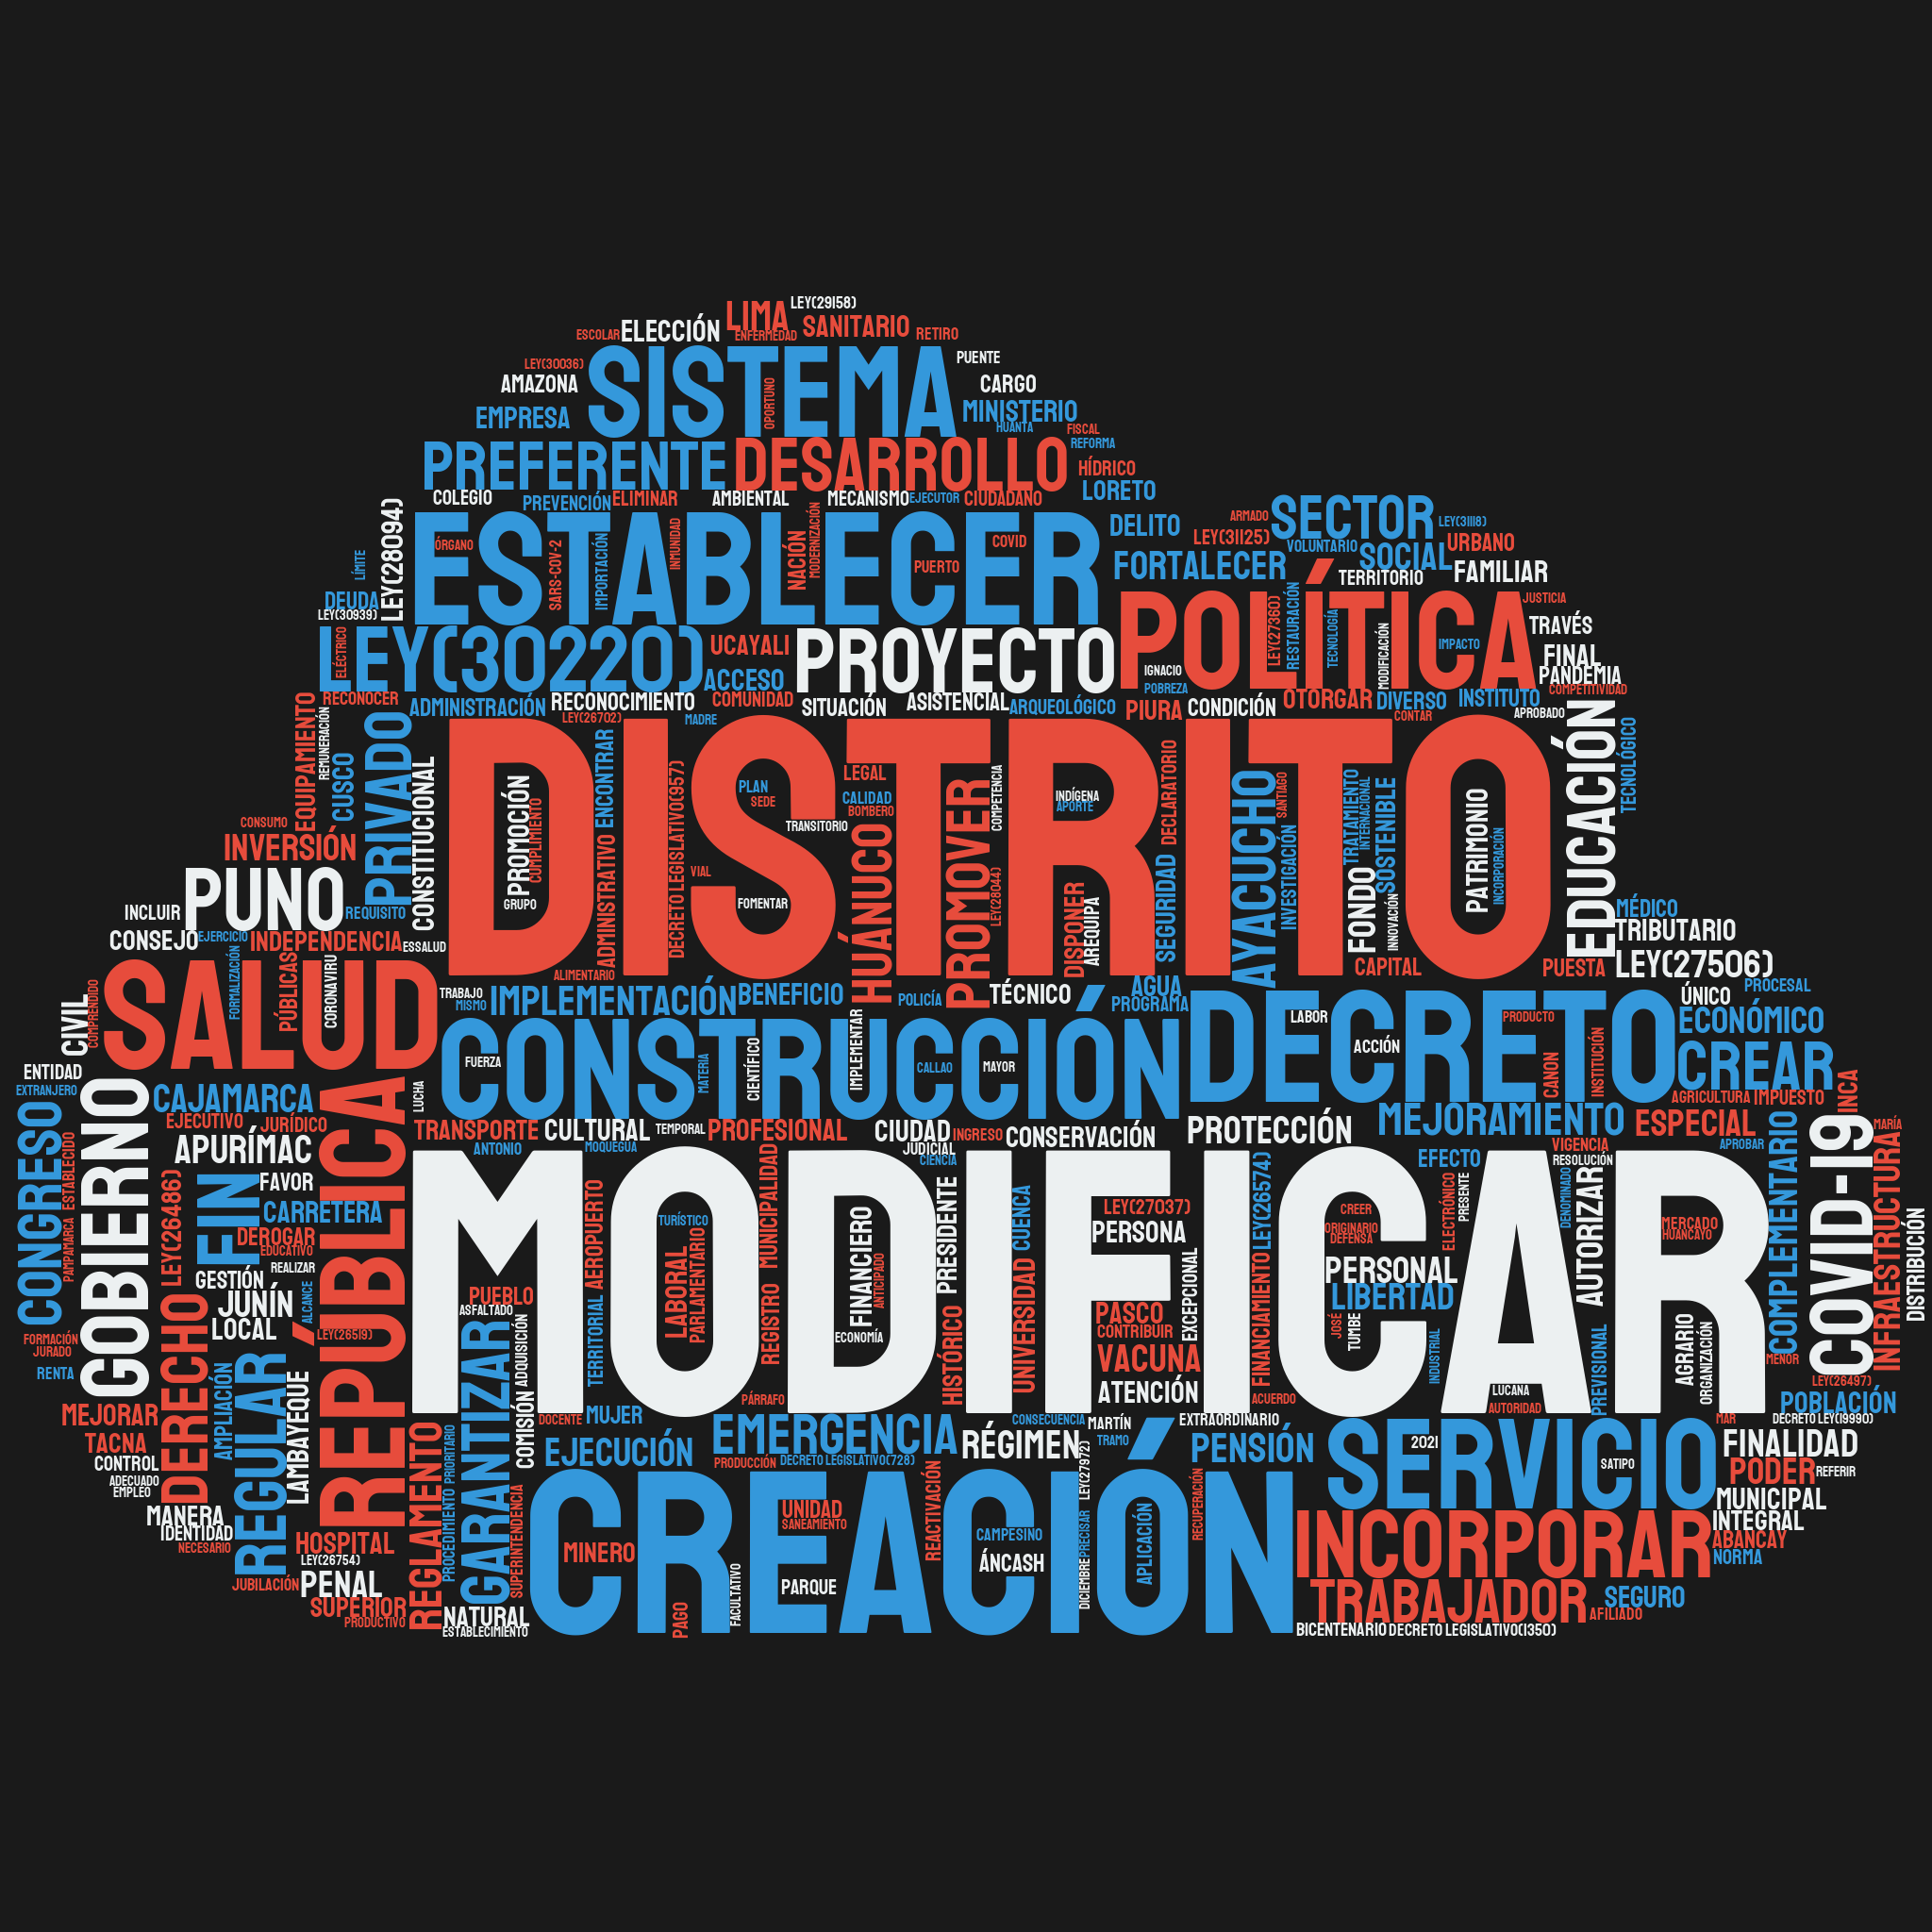 LEY(29158)
LIMA
ELECCIÓN
ESCOLAR
ENFERMEDAD
SANITARIO
RETIRO
LEY(30036)
SISTEMA
PUENTE
AMAZONA
OPORTUNO
CARGO
EMPRESA
MINISTERIO
HUANTA
FISCAL
REFORMA
PREFERENTE
DESARROLLO
HÍDRICO
LORETO
COLEGIO
PREVENCIÓN
ELIMINAR
AMBIENTAL
MECANISMO
EJECUTOR
CIUDADANO
LEY(28094)
ESTABLECER
ÓRGANO
SARS-COV-2
IMPORTACIÓN
INMUNIDAD
NACIÓN
MODERNIZACIÓN
PUERTO
COVID
DELITO
ARMADO
SECTOR
LEY(31118)
LEY(31125)
VOLUNTARIO
SOCIAL
URBANO
FORTALECER
TERRITORIO
FAMILIAR
LÍMITE
DEUDA
LEY(30939)
ELÉCTRICO
LEY(30220)
UCAYALI
PROYECTO
POLÍTICA
LEY(27360)
RESTAURACIÓN
TECNOLOGÍA
MODIFICACIÓN
IMPACTO
JUSTICIA
TRAVÉS
FINAL
PANDEMIA
COMPETITIVIDAD
ACCESO
IGNACIO
POBREZA
RECONOCER
ADMINISTRACIÓN
RECONOCIMIENTO
COMUNIDAD
SITUACIÓN
ASISTENCIAL
ARQUEOLÓGICO
PIURA
CONDICIÓN
OTORGAR
DIVERSO
INSTITUTO
CONTAR
APROBADO
LEY(26702)
MADRE
EQUIPAMIENTO
REMUNERACIÓN
CUSCO
PRIVADO
CONSTITUCIONAL
DISTRITO
PROMOCIÓN
CUMPLIMIENTO
GRUPO
ADMINISTRATIVO
ENCONTRAR
DECRETO LEGISLATIVO(957)
VIAL
PLAN
SEDE
TRANSITORIO
FOMENTAR
LEGAL
CALIDAD
BOMBERO
HUÁNUCO
PROMOVER
COMPETENCIA
LEY(28044)
INDÍGENA
APORTE
DISPONER
AREQUIPA
DECLARATORIO
SEGURIDAD
AYACUCHO
SANTIAGO
INVESTIGACIÓN
TRATAMIENTO
INTERNACIONAL
SOSTENIBLE
FONDO
INNOVACIÓN
PATRIMONIO
INCORPORACIÓN
EDUCACIÓN
TECNOLÓGICO
CONSUMO
INVERSIÓN
PUNO
INCLUIR
REQUISITO
CONSEJO
EJERCICIO
INDEPENDENCIA
ESSALUD
MÉDICO
TRIBUTARIO
LEY(27506)
CAPITAL
PUESTA
ALIMENTARIO
SALUD
FORMALIZACIÓN
PÚBLICAS
CORONAVIRU
CIVIL
COMPRENDIDO
TRABAJO
MISMO
IMPLEMENTACIÓN
BENEFICIO
POLICÍA
TÉCNICO
AGUA
PROGRAMA
ÚNICO
PROCESAL
CONSTRUCCIÓN
FUERZA
MATERIA
CIENTÍFICO
IMPLEMENTAR
CALLAO
MAYOR
DECRETO
LABOR
ACCIÓN
PRODUCTO
CANON
INSTITUCIÓN
ECONÓMICO
CREAR
ENTIDAD
EXTRANJERO
GOBIERNO
CAJAMARCA
LUCHA
AGRICULTURA
IMPUESTO
INCA
CONGRESO
EJECUTIVO
JURÍDICO
REPÚBLICA
TRANSPORTE
CULTURAL
TEMPORAL
PROFESIONAL
CIUDAD
INGRESO
CONSERVACIÓN
PROTECCIÓN
MEJORAMIENTO
ESPECIAL
MARÍA
ANTONIO
MOQUEGUA
JUDICIAL
CIENCIA
VIGENCIA
APROBAR
RESOLUCIÓN
EFECTO
APURÍMAC
ESTABLECIDO
PAMPAMARCA
LEY(26486)
FIN
FAVOR
CARRETERA
DEROGAR
EDUCATIVO
REALIZAR
GESTIÓN
ALCANCE
JUNÍN
LOCAL
LEY(26519)
MODIFICAR
PUEBLO
ASFALTADO
GARANTIZAR
ADQUISICIÓN
COMISIÓN
TERRITORIAL
AEROPUERTO
TURÍSTICO
LABORAL
PARLAMENTARIO
REGISTRO
MUNICIPALIDAD
FINANCIERO
ANTICIPADO
ECONOMÍA
PRESIDENTE
HISTÓRICO
CUENCA
UNIVERSIDAD
LEY(27037)
PERSONA
PASCO
CONTRIBUIR
VACUNA
ATENCIÓN
EXCEPCIONAL
LEY(26574)
FINANCIAMIENTO
ACUERDO
CREER
ORIGINARIO
DEFENSA
PERSONAL
LIBERTAD
JOSÉ
TUMBE
ELECTRÓNICO
PRESENTE
INDUSTRIAL
LUCANA
AUTORIDAD
DENOMINADO
AUTORIZAR
PREVISIONAL
MERCADO
HUANCAYO
AGRARIO
ORGANIZACIÓN
COMPLEMENTARIO
MENOR
COVID-19
INFRAESTRUCTURA
DISTRIBUCIÓN
LEY(26497)
POBLACIÓN
FORMACIÓN
JURADO
RENTA
DERECHO
REGULAR
AMPLIACIÓN
LAMBAYEQUE
MEJORAR
TACNA
CONTROL
ADECUADO
EMPLEO
MANERA
IDENTIDAD
NECESARIO
REGLAMENTO
PRIORITARIO
PROCEDIMIENTO
SUPERINTENDENCIA
DOCENTE
MUJER
PÁRRAFO
EJECUCIÓN
EMERGENCIA
PRODUCCIÓN
DECRETO LEGISLATIVO(728)
RÉGIMEN
CONSECUENCIA
MARTÍN
TRAMO
EXTRAORDINARIO
PENSIÓN
LEY(27972)
SERVICIO
2021
SATIPO
MAR
DECRETO LEY(19990)
FINALIDAD
PODER
REFERIR
MUNICIPAL
INTEGRAL
ABANCAY
NORMA
HOSPITAL
LEY(26754)
JUBILACIÓN
PENAL
SUPERIOR
PRODUCTIVO
NATURAL
ESTABLECIMIENTO
CREACIÓN
MINERO
PAGO
FACULTATIVO
UNIDAD
SANEAMIENTO
PARQUE
REACTIVACIÓN
CAMPESINO
ÁNCASH
PRECISAR
DICIEMBRE
APLICACIÓN
RECUPERACIÓN
INCORPORAR
TRABAJADOR
SEGURO
AFILIADO
BICENTENARIO
DECRETO LEGISLATIVO(1350)